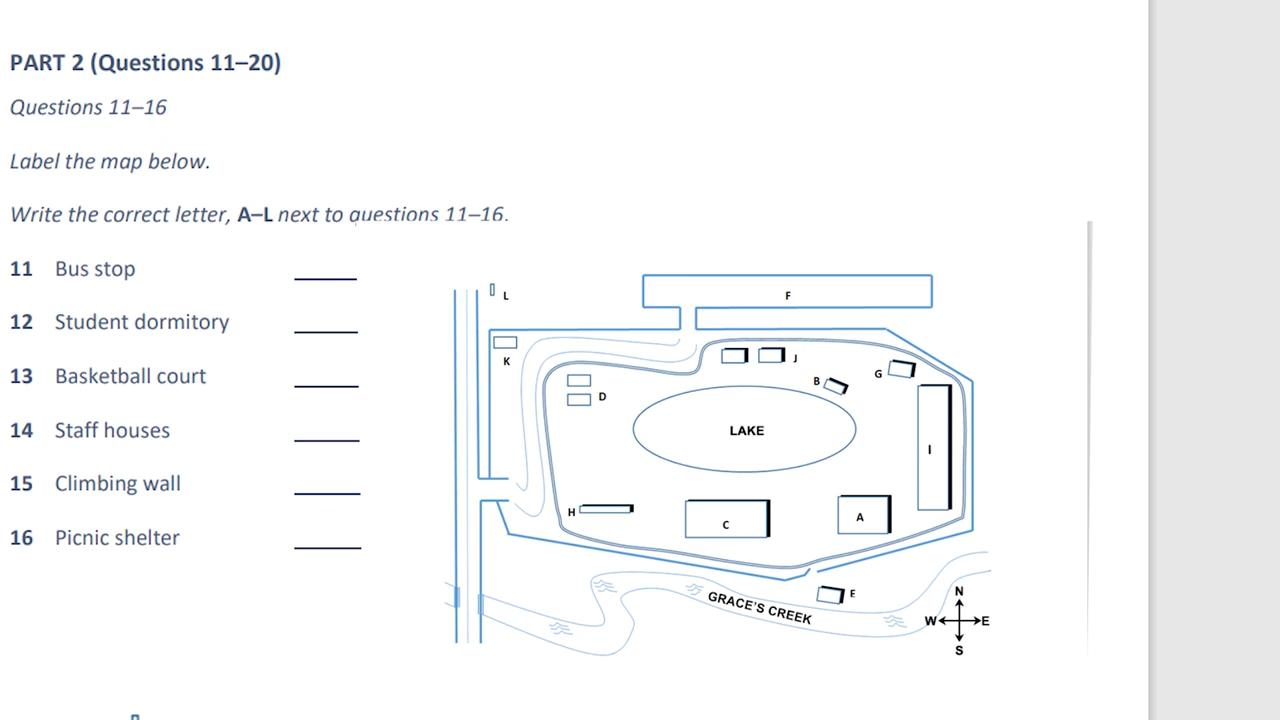 PART 2 (Questions 11–20)
Questions 11–16
Label the map below.
Write the correct letter, A–L next to questions 11–16.
11 Bus stop
12 Student dormitory
13 Basketball court
14 Staff houses
15 Climbing wall
16 Picnic shelter
L
F
K
J
B
G
D
LAKE
I
H
C
A
E
GRACE'S CREEK
N
W
E
S